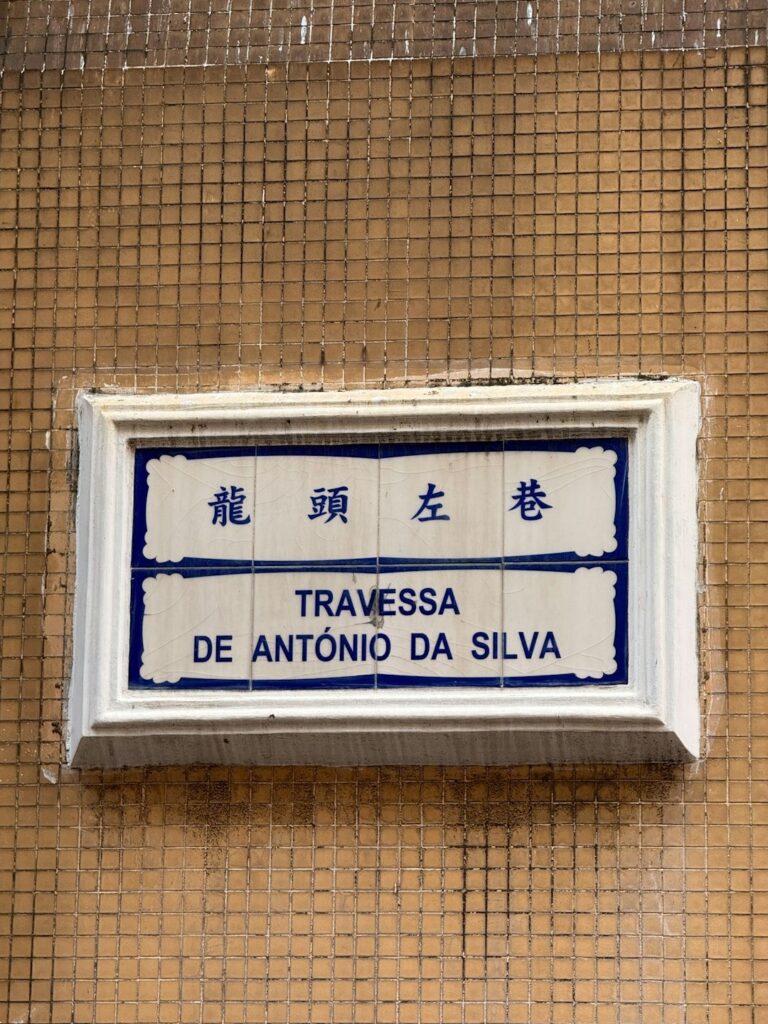 龍頭左巷
TRAVESSA
DE ANTÓNIO DA SILVA